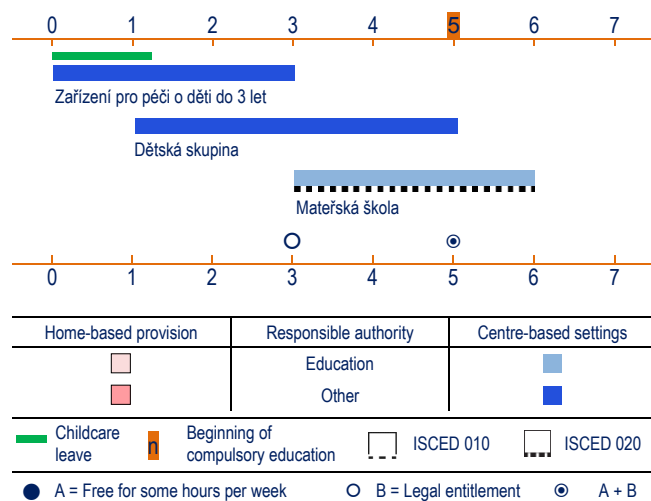 0 1 2 3 4 5 6 7
Zařízení pro péči o děti do 3 let
Dětská skupina
Mateřská škola
0 1 2 3 4 5 6 7
Home-based provision Responsible authority Centre-based settings
Education
Other
Childcare leave
n Beginning of compulsory education
ISCED 010
ISCED 020
A = Free for some hours per week B = Legal entitlement A + B